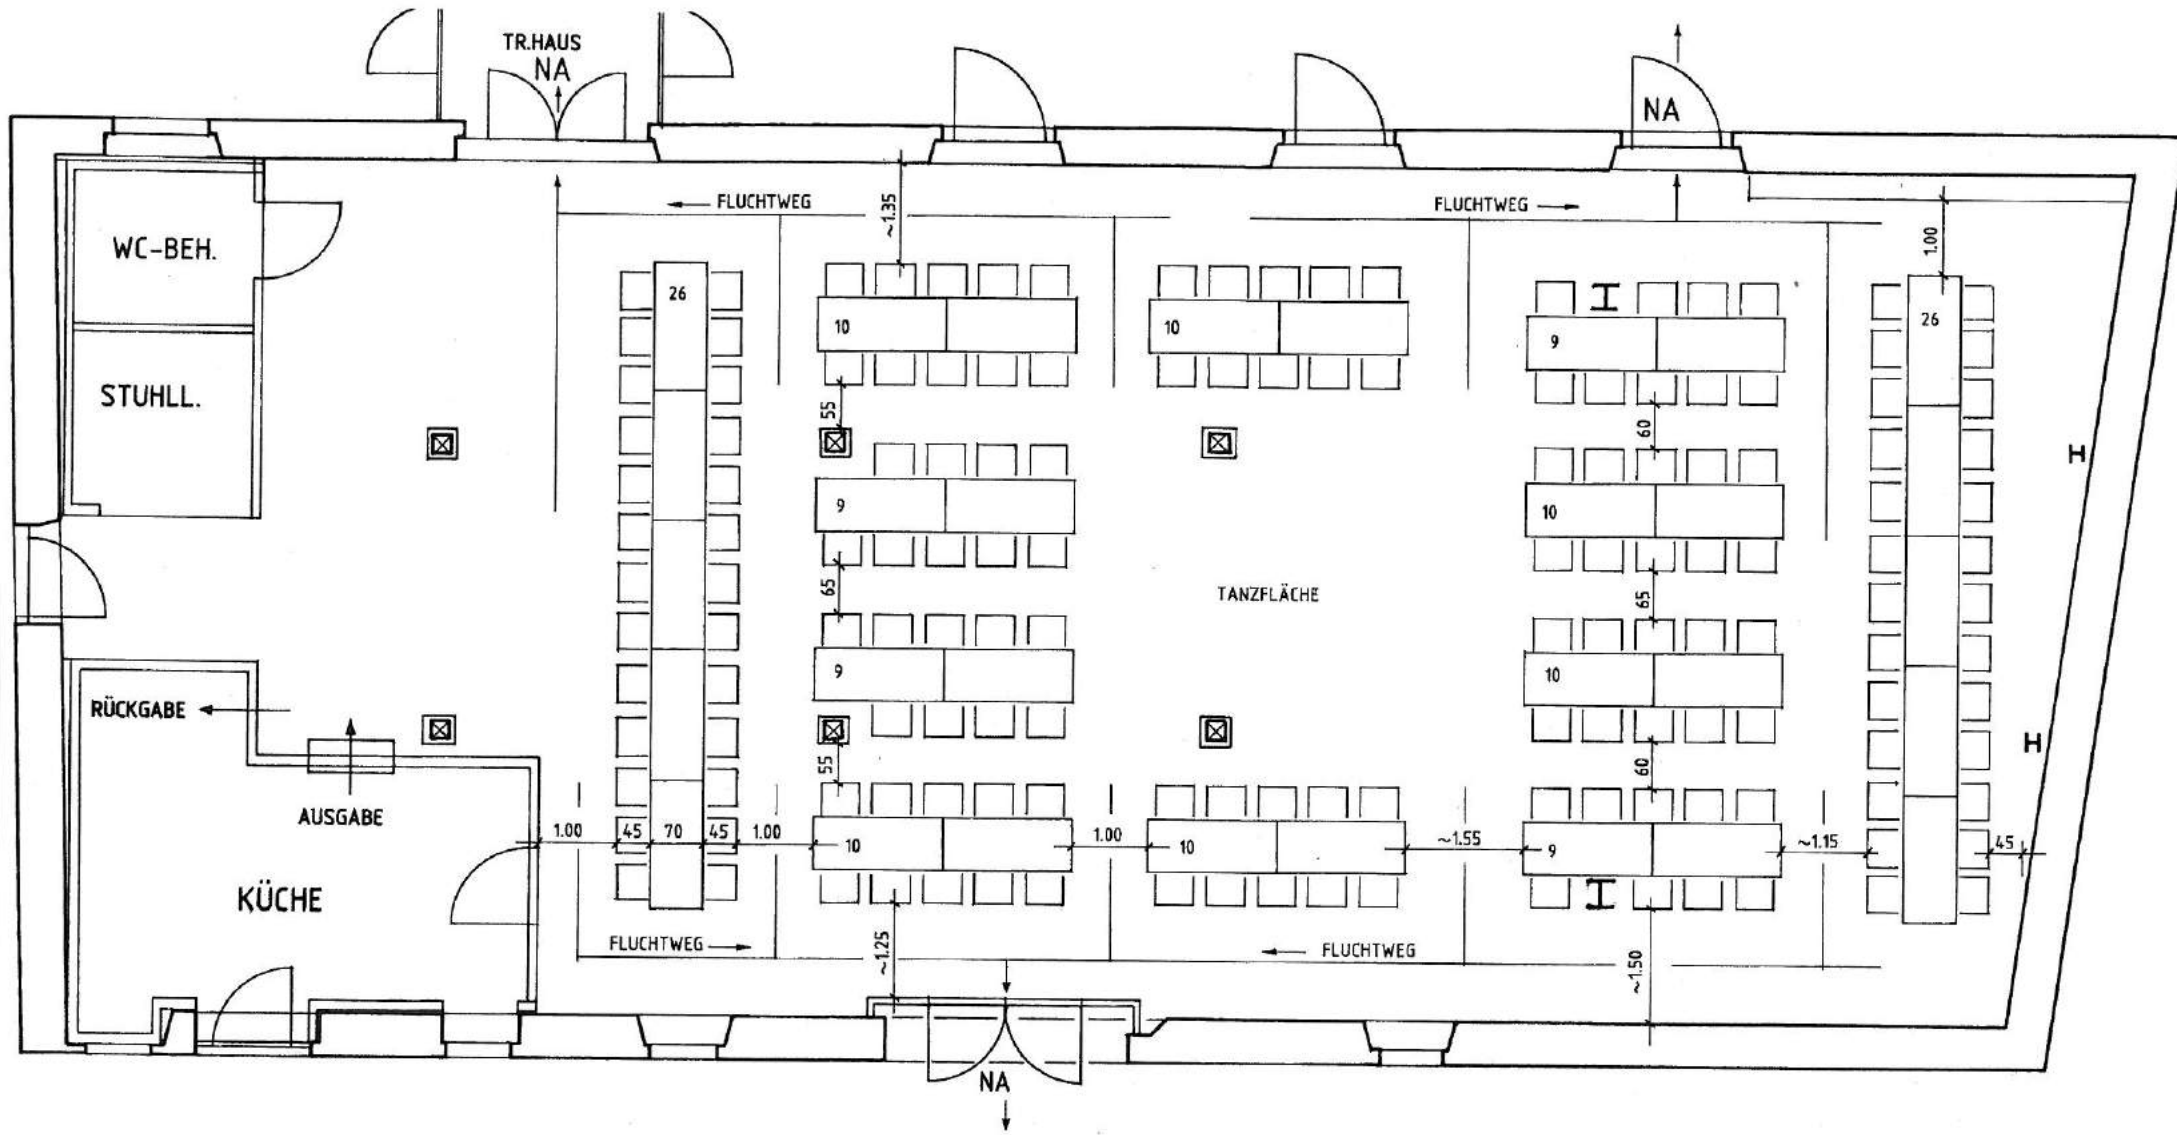 TR.HAUS
NA
NA
FLUCHTWEG
FLUCHTWEG
~1.35
1.00
WC-BEH.
STUHLL.
26
10
10
9
26
55
60
9
10
65
65
TANZFLÄCHE
9
10
RÜCKGABE
AUSGABE
55
60
1.00
45
70
45
1.00
10
1.00
10
~1.55
9
~1.15
45
KÜCHE
FLUCHTWEG
~1.25
FLUCHTWEG
~1.50
NA